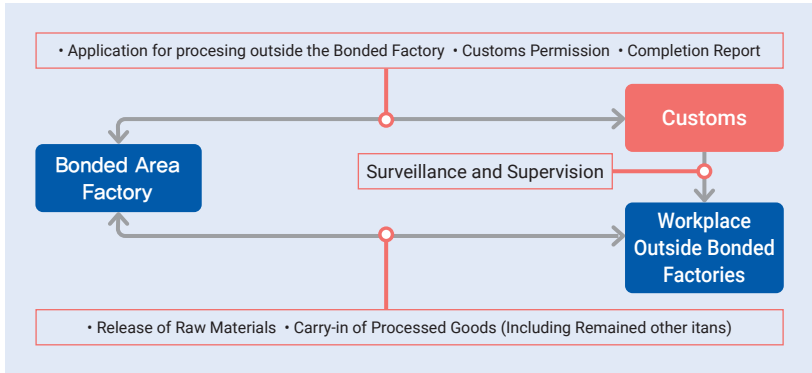 · Application for procesing outside the Bonded Factory · Customs Permission · Completion Report
Customs
Bonded Area
Factory
Surveillance and Supervision
Workplace
Outside Bonded
Factories
· Release of Raw Materials · Carry-in of Processed Goods (Including Remained other itans)